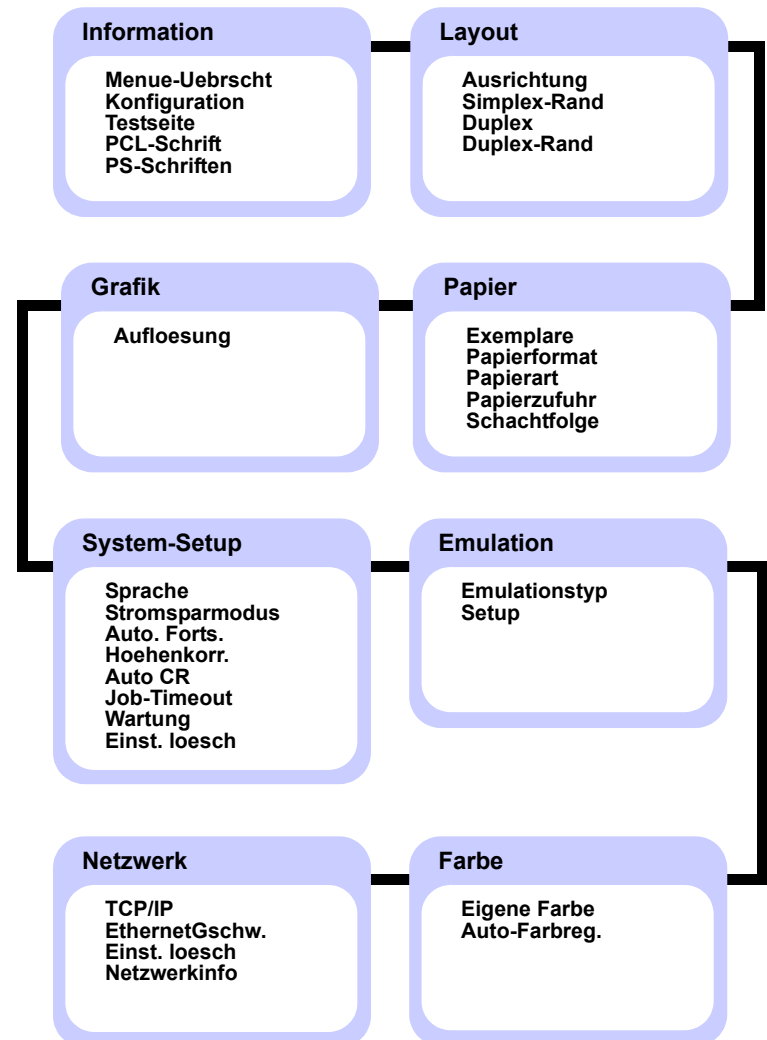 Information
Menue-Uebrscht
Konfiguration
Testseite
PCL-Schrift
PS-Schriften
Layout
Ausrichtung
Simplex-Rand
Duplex
Duplex-Rand
Grafik
Aufloesung
Papier
Exemplare
Papierformat
Papierart
Papierzufuhr
Schachtfolge
System-Setup
Sprache
Stromsparmodus
Auto. Forts.
Hoehenkorr.
Auto CR
Job-Timeout
Wartung
Einst. loesch
Emulation
Emulationstyp
Setup
Netzwerk
TCP/IP
EthernetGschw.
Einst. loesch
Netzwerkinfo
Farbe
Eigene Farbe
Auto-Farbreg.